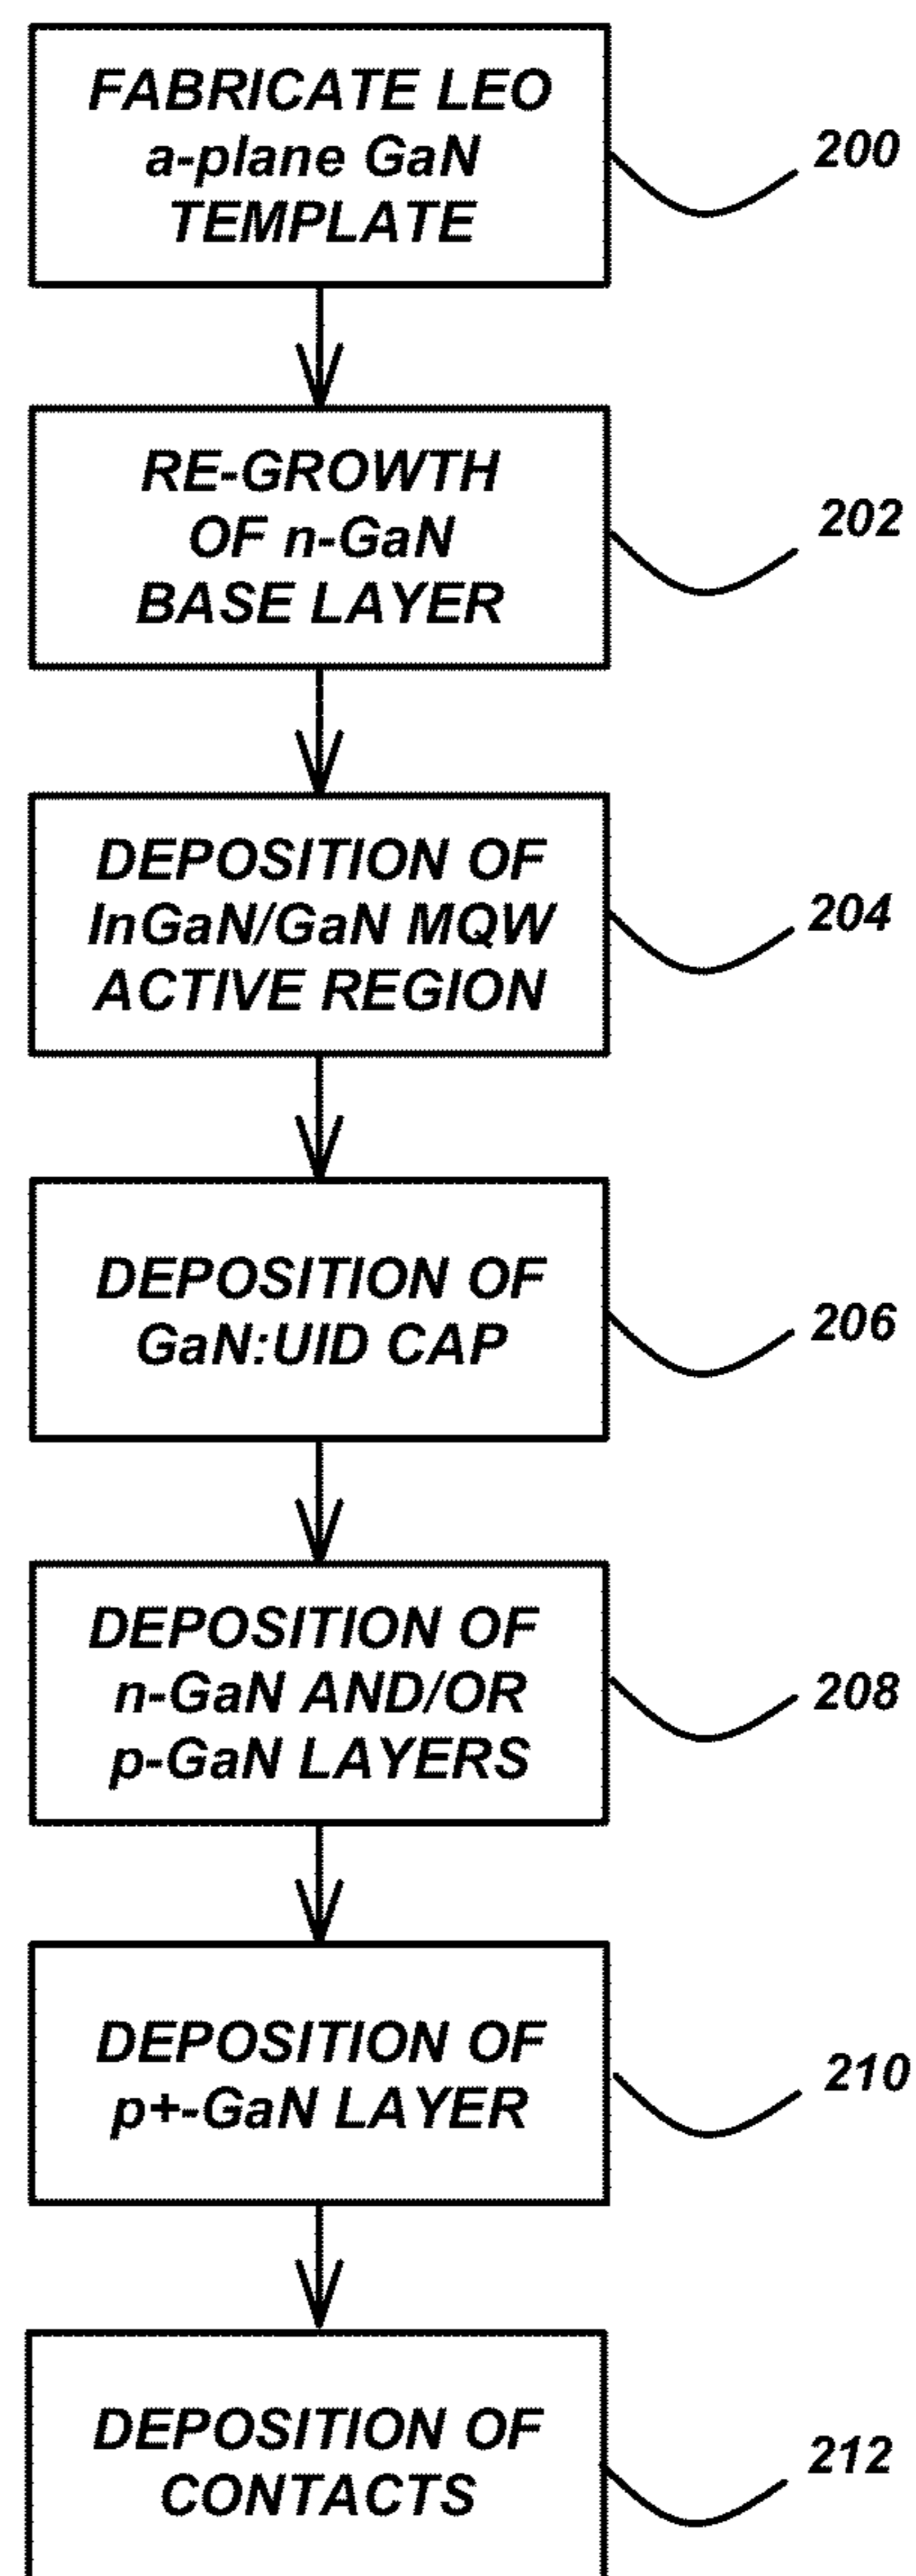 FABRICATE LEO
a-plane GaN
TEMPLATE
200
RE-GROWTH
OF n-GaN
BASE LAYER
202
DEPOSITION OF
InGaN/GaN MQW
ACTIVE REGION
204
DEPOSITION OF
GaN:UID CAP
206
DEPOSITION OF
n-GaN AND/OR
p-GaN LAYERS
208
DEPOSITION OF
p+-GaN LAYER
210
DEPOSITION OF
CONTACTS
212